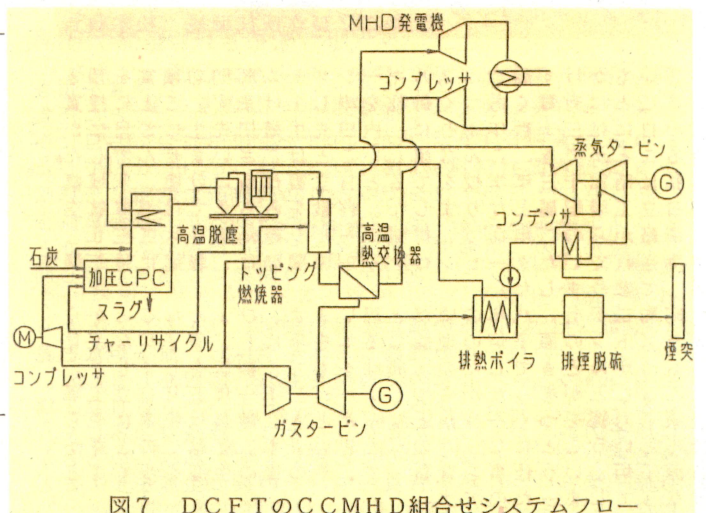 MHD発電機
コンプレッサ
蒸気タービン
G
コンデンサ
高温脱塵
高温
熱交換器
石炭
加圧CPC
トッピング
燃焼器
スラグ
M
チャーリサイクル
コンプレッサ
排熱ボイラ
排煙脱硫
煙突
G
ガスタービン
図7 DCFTのCCMHD組合せシステムフロー